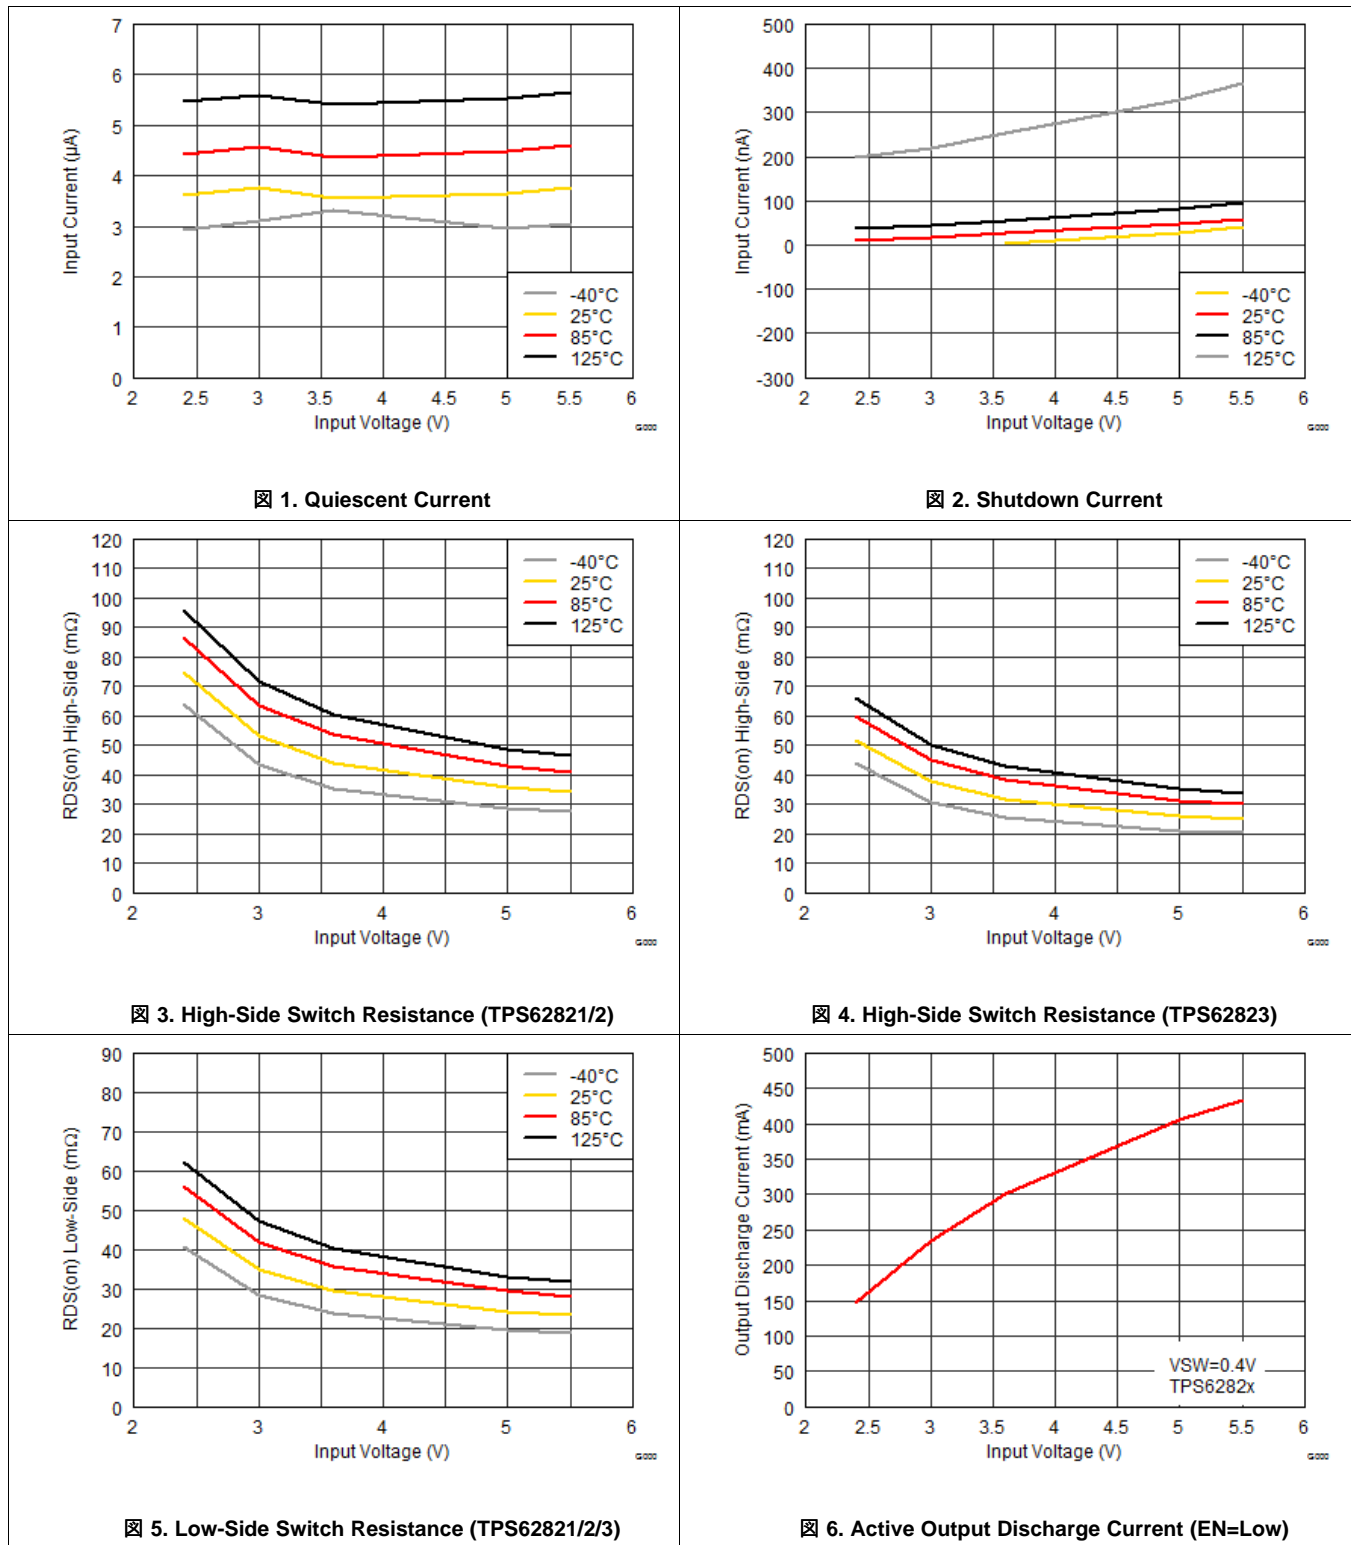 7
6
5
4
3
2
1
0
Input Current (µA)
2 2.5 3 3.5 4 4.5 5 5.5 6
Input Voltage (V)
-40°C
25°C
85°C
125°C
図 1. Quiescent Current
500
400
300
200
100
0
-100
-200
-300
Input Current (nA)
2 2.5 3 3.5 4 4.5 5 5.5 6
Input Voltage (V)
-40°C
25°C
85°C
125°C
図 2. Shutdown Current
120
110
100
90
80
70
60
50
40
30
20
10
0
RDS(on) High-Side (mΩ)
2 3 4 5 6
Input Voltage (V)
-40°C
25°C
85°C
125°C
図 3. High-Side Switch Resistance (TPS62821/2)
120
110
100
90
80
70
60
50
40
30
20
10
0
RDS(on) High-Side (mΩ)
2 3 4 5 6
Input Voltage (V)
-40°C
25°C
85°C
125°C
図 4. High-Side Switch Resistance (TPS62823)
90
80
70
60
50
40
30
20
10
0
RDS(on) Low-Side (mΩ)
2 3 4 5 6
Input Voltage (V)
-40°C
25°C
85°C
125°C
図 5. Low-Side Switch Resistance (TPS62821/2/3)
500
450
400
350
300
250
200
150
100
50
0
Output Discharge Current (mA)
2 2.5 3 3.5 4 4.5 5 5.5 6
Input Voltage (V)
VSW=0.4V
TPS6282x
図 6. Active Output Discharge Current (EN=Low)